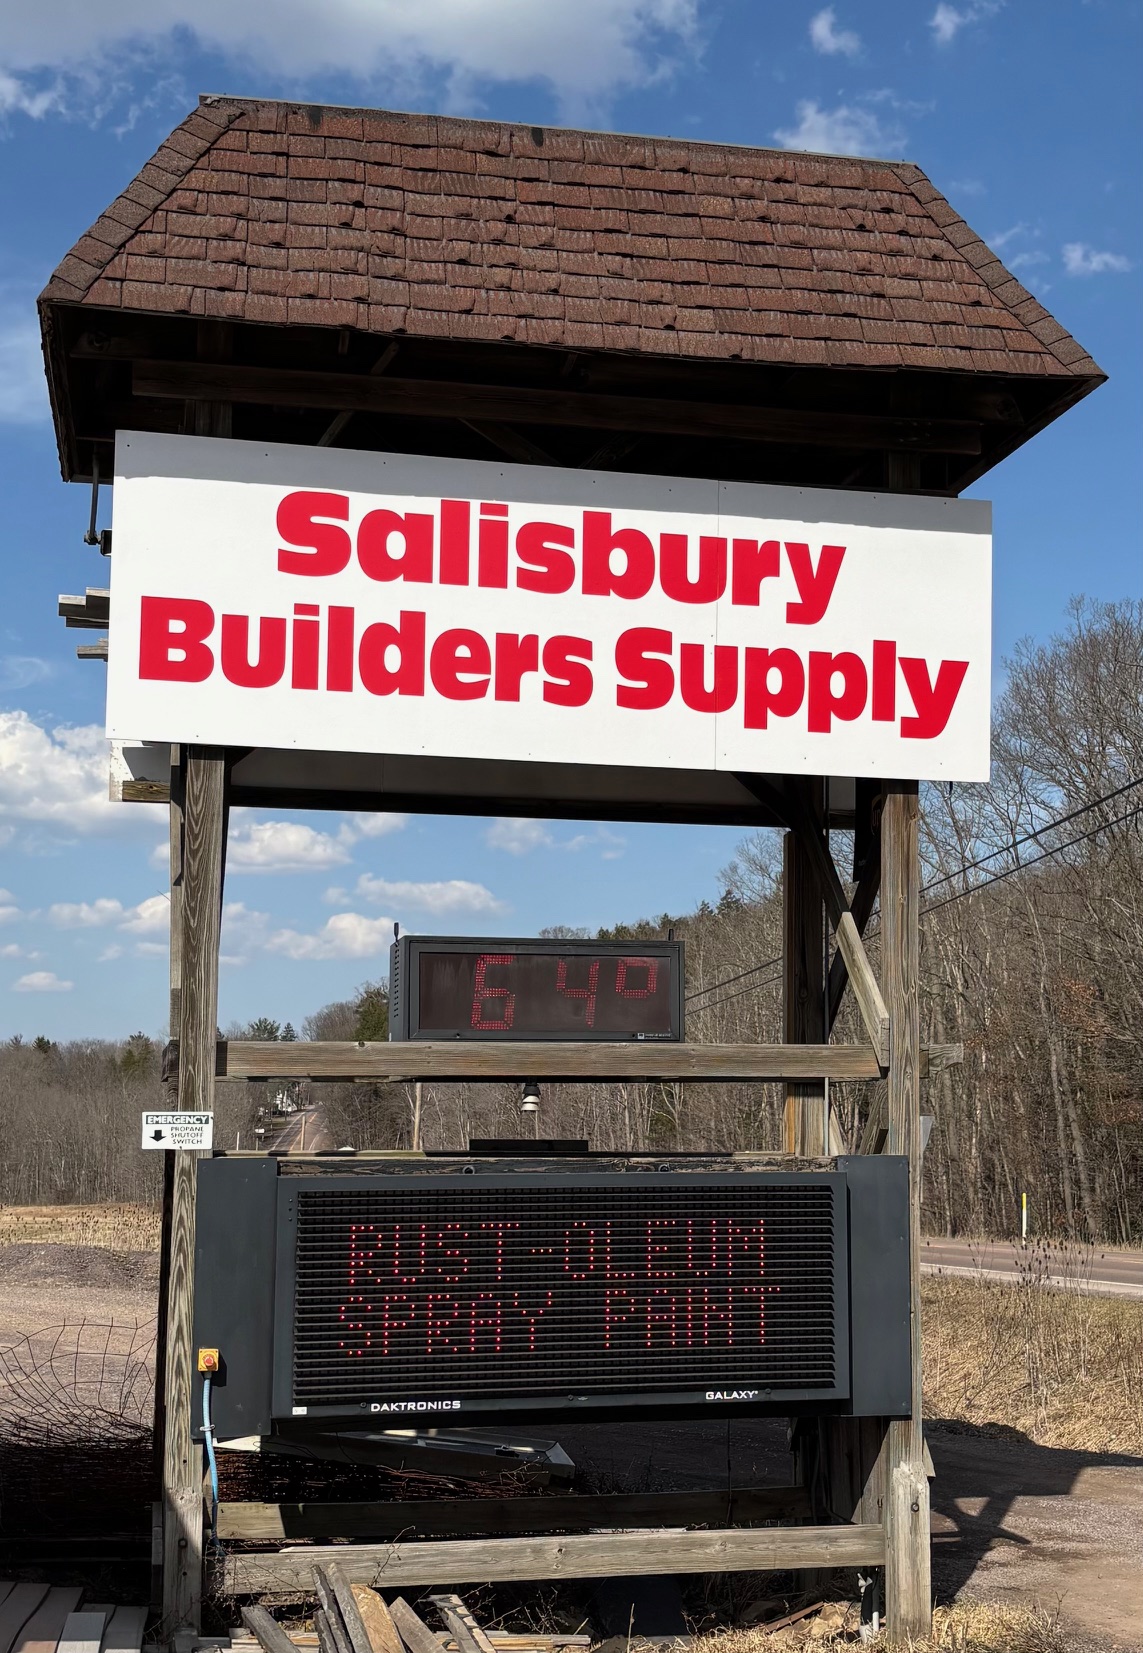 Salisbury
Builders Supply
64°
EMERGENCY
PROPANE
SHUTOFF
SWITCH
RUST-OLEUM
SPRAY PAINT
DAKTRONICS
GALAXY®